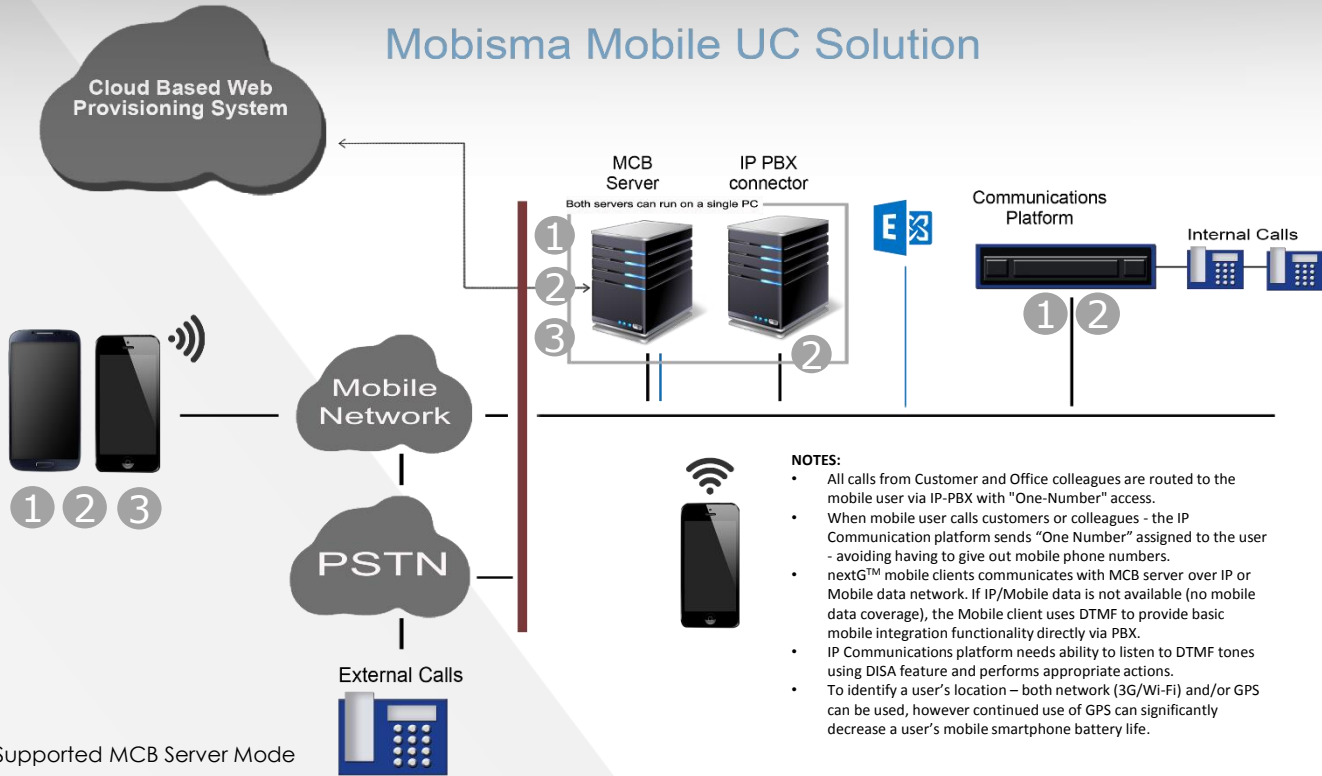 Mobisma Mobile UC Solution
Cloud Based Web
Provisioning System
MCB
Server
IP PBX
connector
Both servers can run on a single PC
1
2
3
2
E
Communications
Platform
1 2
Internal Calls
Mobile
Network
1 2 3
PSTN
External Calls
NOTES:
• All calls from Customer and Office colleagues are routed to the
mobile user via IP-PBX with "One-Number" access.
• When mobile user calls customers or colleagues - the IP
Communication platform sends “One Number” assigned to the user
- avoiding having to give out mobile phone numbers.
• nextG™ mobile clients communicates with MCB server over IP or
Mobile data network. If IP/Mobile data is not available (no mobile
data coverage), the Mobile client uses DTMF to provide basic
mobile integration functionality directly via PBX.
• IP Communications platform needs ability to listen to DTMF tones
using DISA feature and performs appropriate actions.
• To identify a user’s location – both network (3G/Wi-Fi) and/or GPS
can be used, however continued use of GPS can significantly
decrease a user’s mobile smartphone battery life.
Supported MCB Server Mode